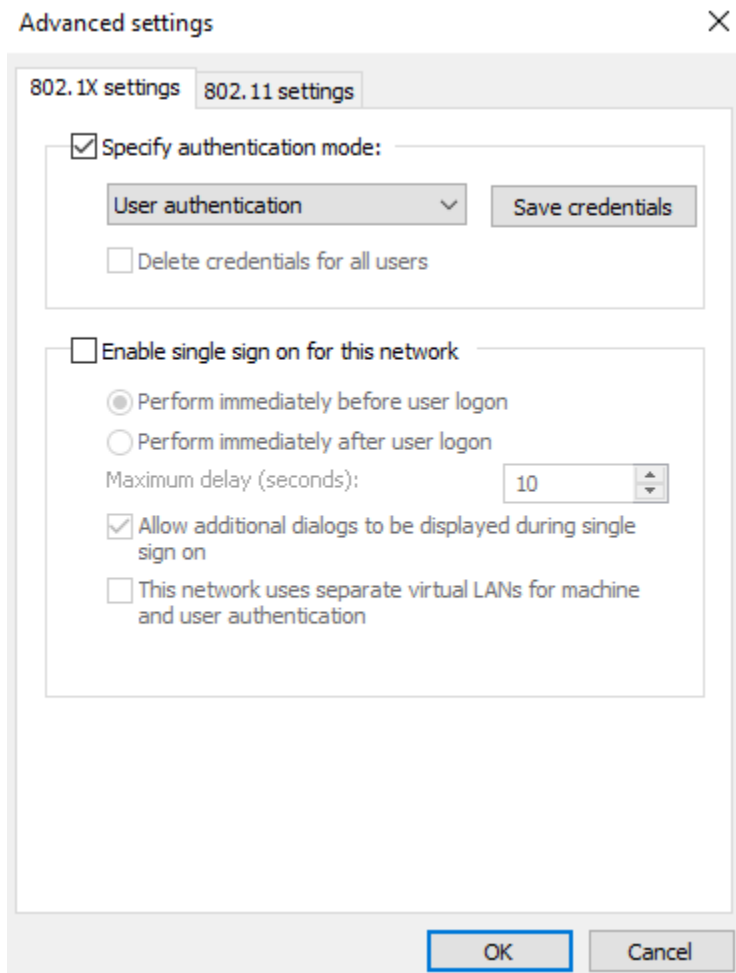 Advanced settings
802.1X settings
802.11 settings
Specify authentication mode:
User authentication
Save credentials
Delete credentials for all users
Enable single sign on for this network
Perform immediately before user logon
Perform immediately after user logon
Maximum delay (seconds):
10
Allow additional dialogs to be displayed during single
sign on
This network uses separate virtual LANs for machine
and user authentication
OK
Cancel